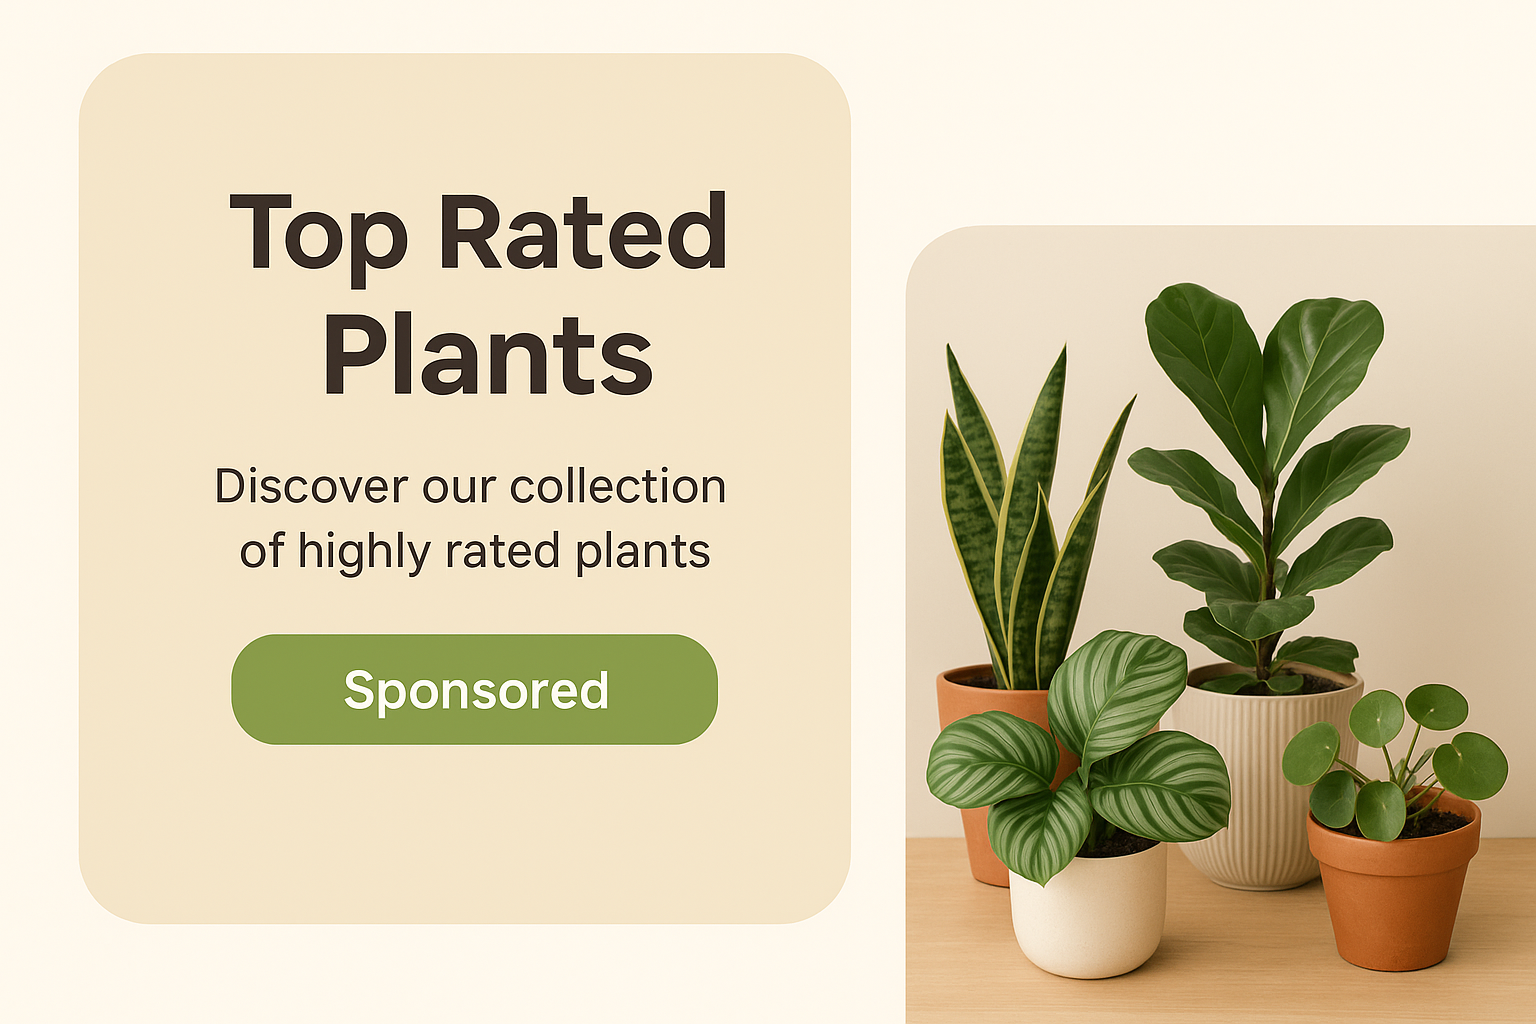 Top Rated
Plants
Discover our collection
of highly rated plants
Sponsored